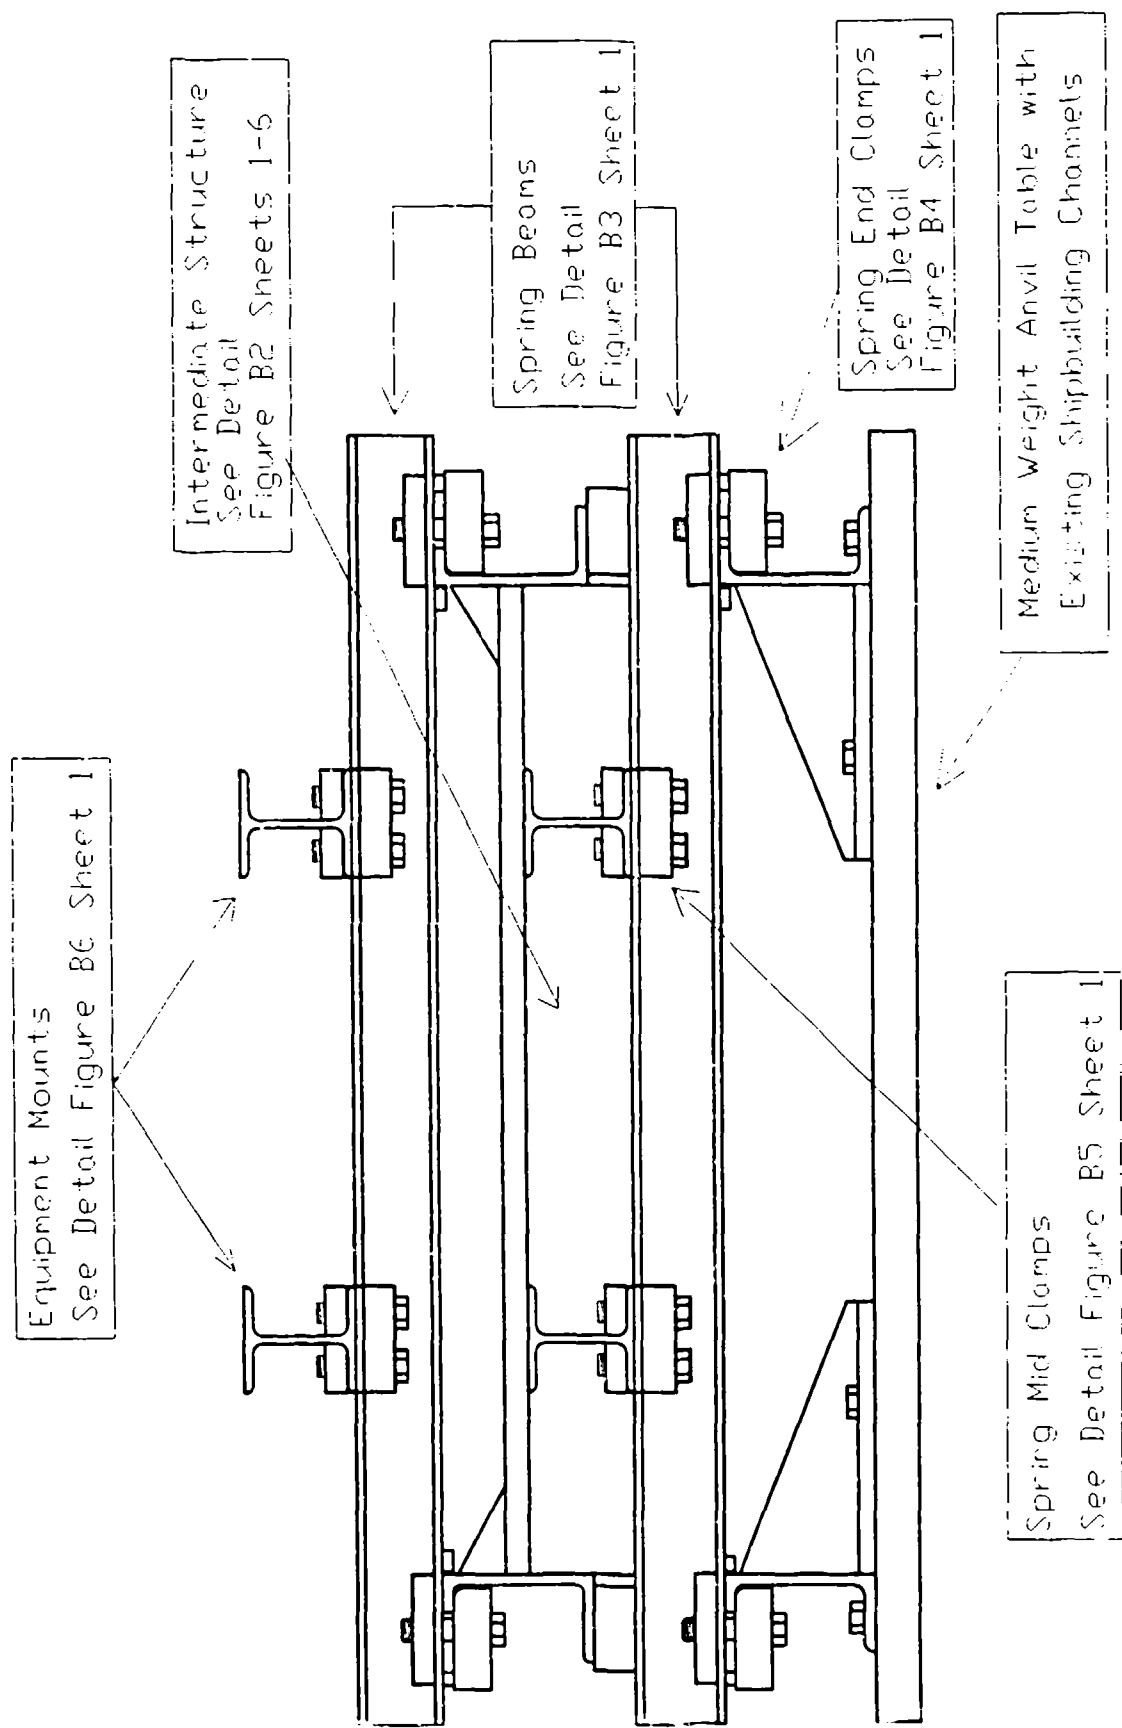 Equipment Mounts
See Detail Figure B6 Sheet 1
Intermediate Structure
See Detail
Figure B2 Sheets 1-6
Spring Beams
See Detail
Figure B3 Sheet 1
Spring End Clamps
See Detail
Figure B4 Sheet 1
Medium Weight Anvil Table with
Existing Shipbuilding Channels
Spring Mid Clamps
See Detail Figure B5 Sheet 1